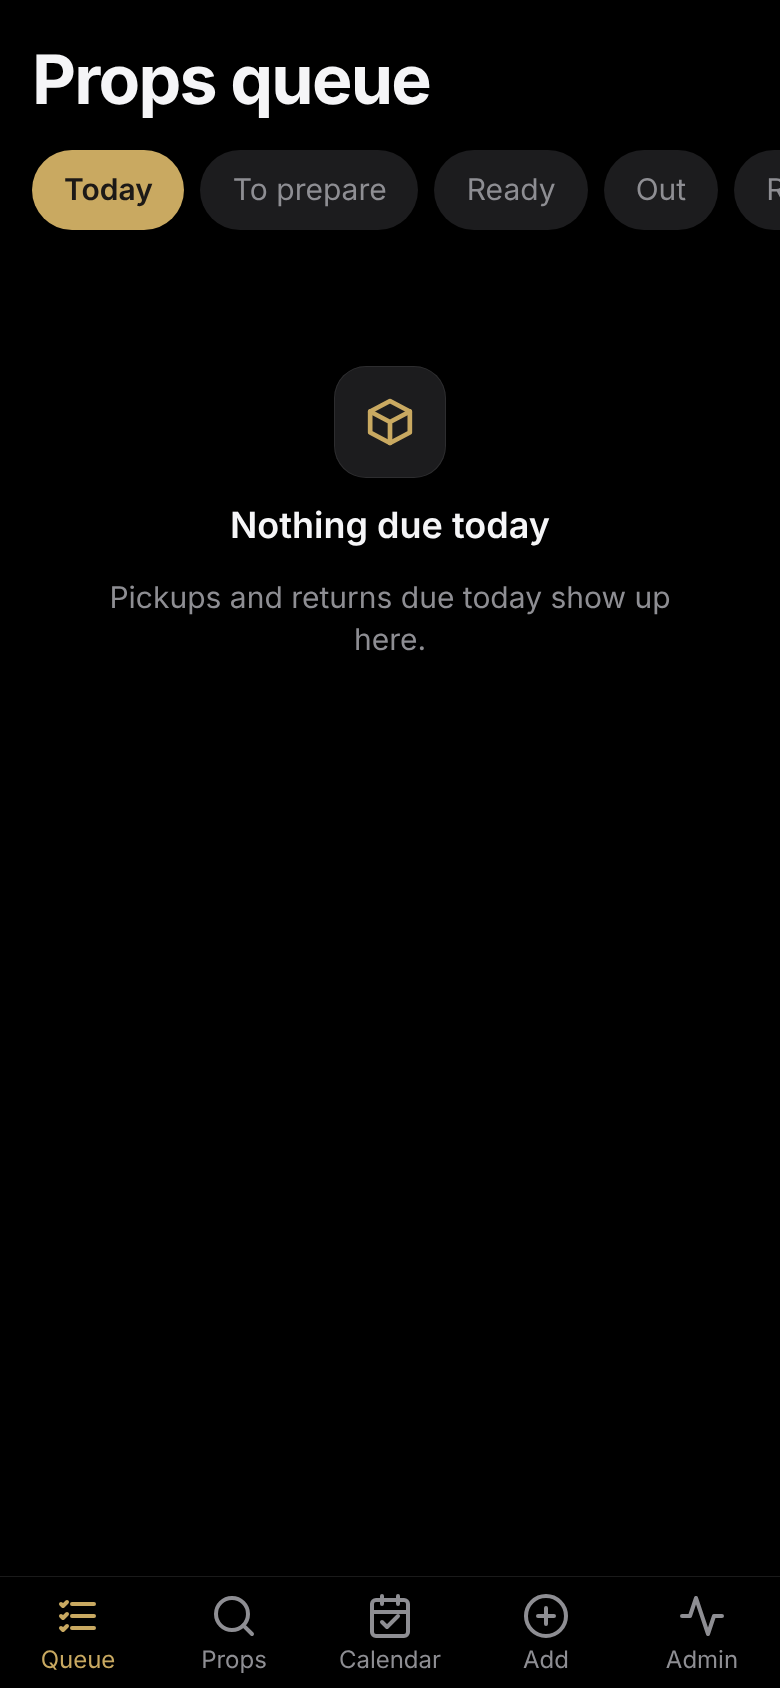 Props queue
Today To prepare Ready Out
Nothing due today
Pickups and returns due today show up
here.
Queue Props Calendar Add Admin